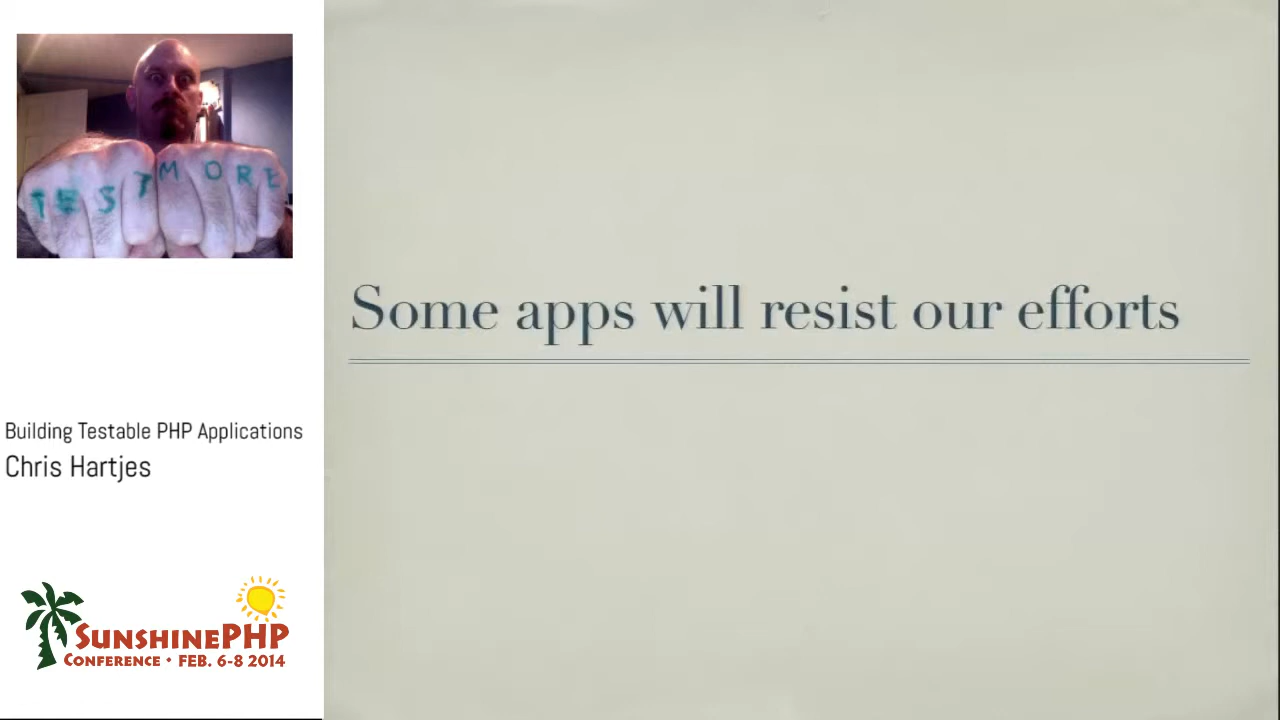 TEST MORE
Some apps will resist our efforts
Building Testable PHP Applications
Chris Hartjes
SUNSHINEPHP
CONFERENCE • FEB. 6-8 2014